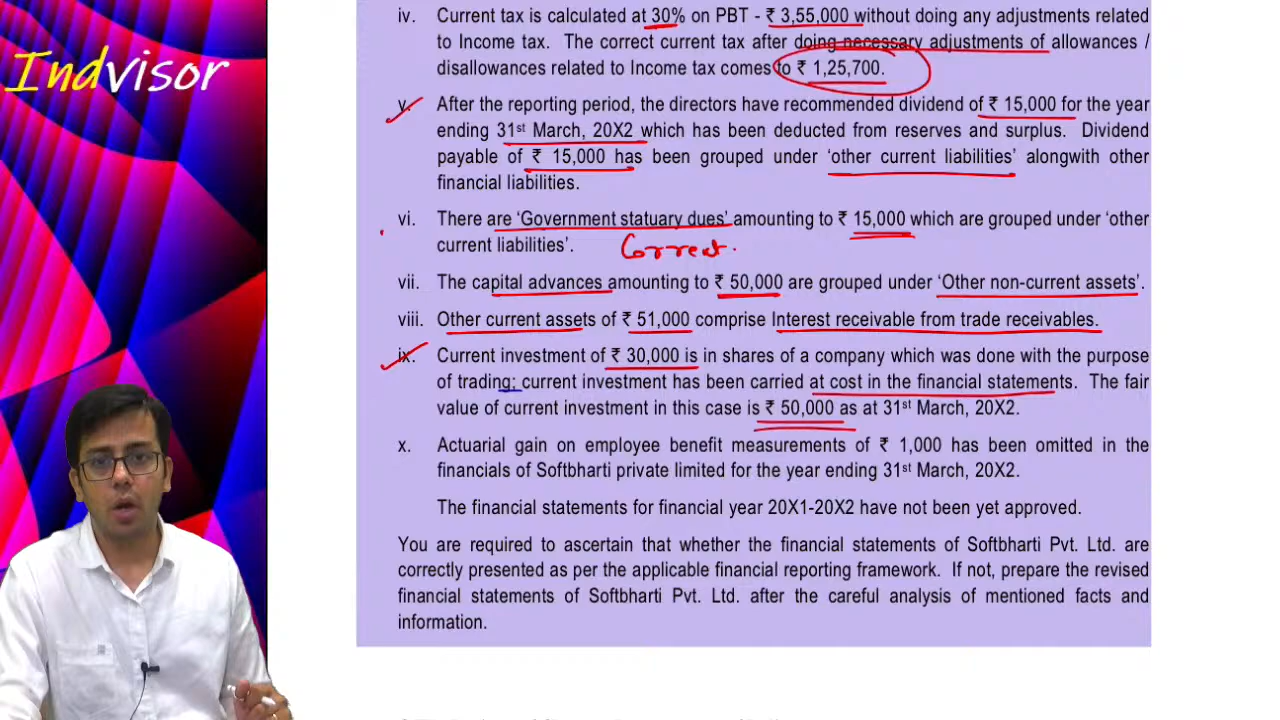 Indvisor
iv. Current tax is calculated at 30% on PBT - ₹ 3,55,000 without doing any adjustments related
to Income tax. The correct current tax after doing necessary adjustments of allowances /
disallowances related to Income tax comes to ₹ 1,25,700.
v. After the reporting period, the directors have recommended dividend of ₹ 15,000 for the year
ending 31st March, 20X2 which has been deducted from reserves and surplus. Dividend
payable of ₹ 15,000 has been grouped under ‘other current liabilities’ alongwith other
financial liabilities.
vi. There are ‘Government statuary dues’ amounting to ₹ 15,000 which are grouped under ‘other
current liabilities’. Correct.
vii. The capital advances amounting to ₹ 50,000 are grouped under ‘Other non-current assets’.
viii. Other current assets of ₹ 51,000 comprise Interest receivable from trade receivables.
ix. Current investment of ₹ 30,000 is in shares of a company which was done with the purpose
of trading; current investment has been carried at cost in the financial statements. The fair
value of current investment in this case is ₹ 50,000 as at 31st March, 20X2.
x. Actuarial gain on employee benefit measurements of ₹ 1,000 has been omitted in the
financials of Softbharti private limited for the year ending 31st March, 20X2.
The financial statements for financial year 20X1-20X2 have not been yet approved.
You are required to ascertain that whether the financial statements of Softbharti Pvt. Ltd. are
correctly presented as per the applicable financial reporting framework. If not, prepare the revised
financial statements of Softbharti Pvt. Ltd. after the careful analysis of mentioned facts and
information.